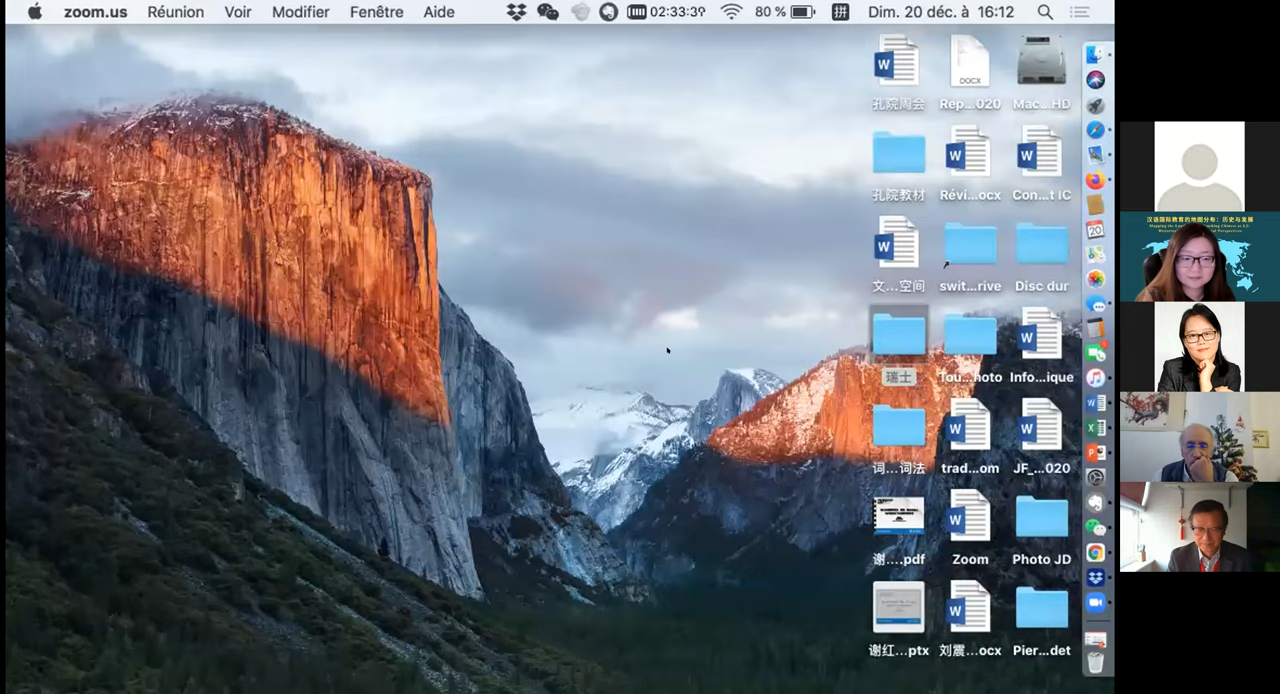 zoom.us Réunion Voir Modifier Fenêtre Aide 02:33:39 80 % 拼 Dim. 20 déc. à 16:12
孔院周会 Rep...020 Mac...HD
DOCX
孔院教材 Révi...ocx Con...t IC
文...空间 swit...rive Disc dur
瑞士 Tou...hoto Info...ique
词...词法 trad...om JF_...020
谢....pdf Zoom Photo JD
谢红...ptx 刘震...ocx Pier...det
20
汉语国际教育的地图分布：历史与发展